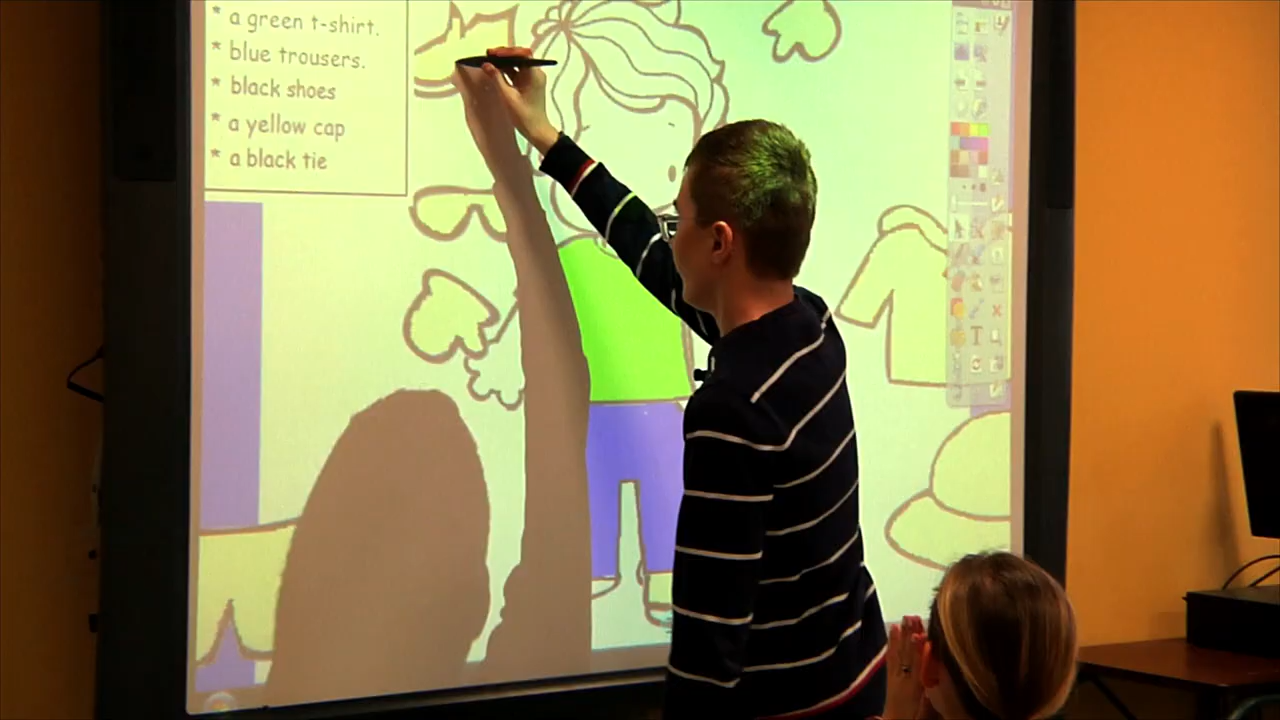 * a green t-shirt.
* blue trousers.
* black shoes
* a yellow cap
* a black tie
T